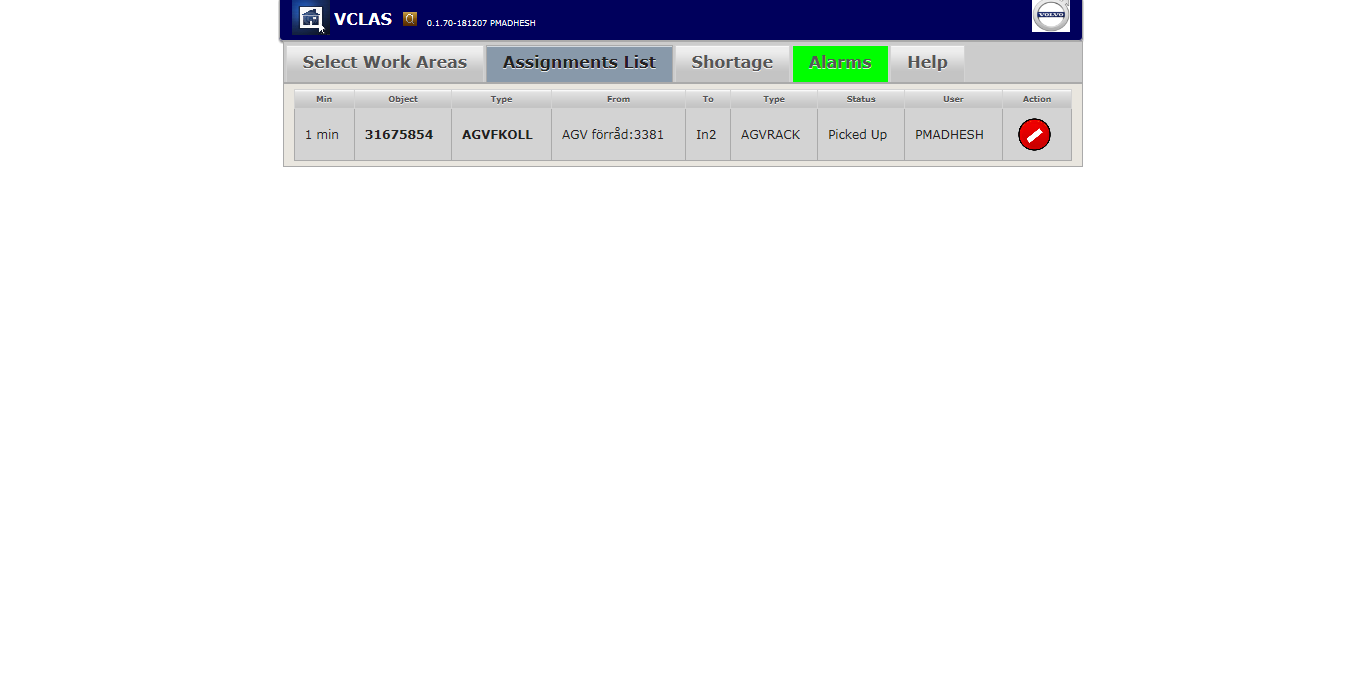 VCLAS α 0.1.70-181207 PMADHESH VOLVO
Select Work Areas Assignments List Shortage Alarms Help
Min Object Type From To Type Status User Action
1 min 31675854 AGVFKOLL AGV förråd:3381 In2 AGVRACK Picked Up PMADHESH